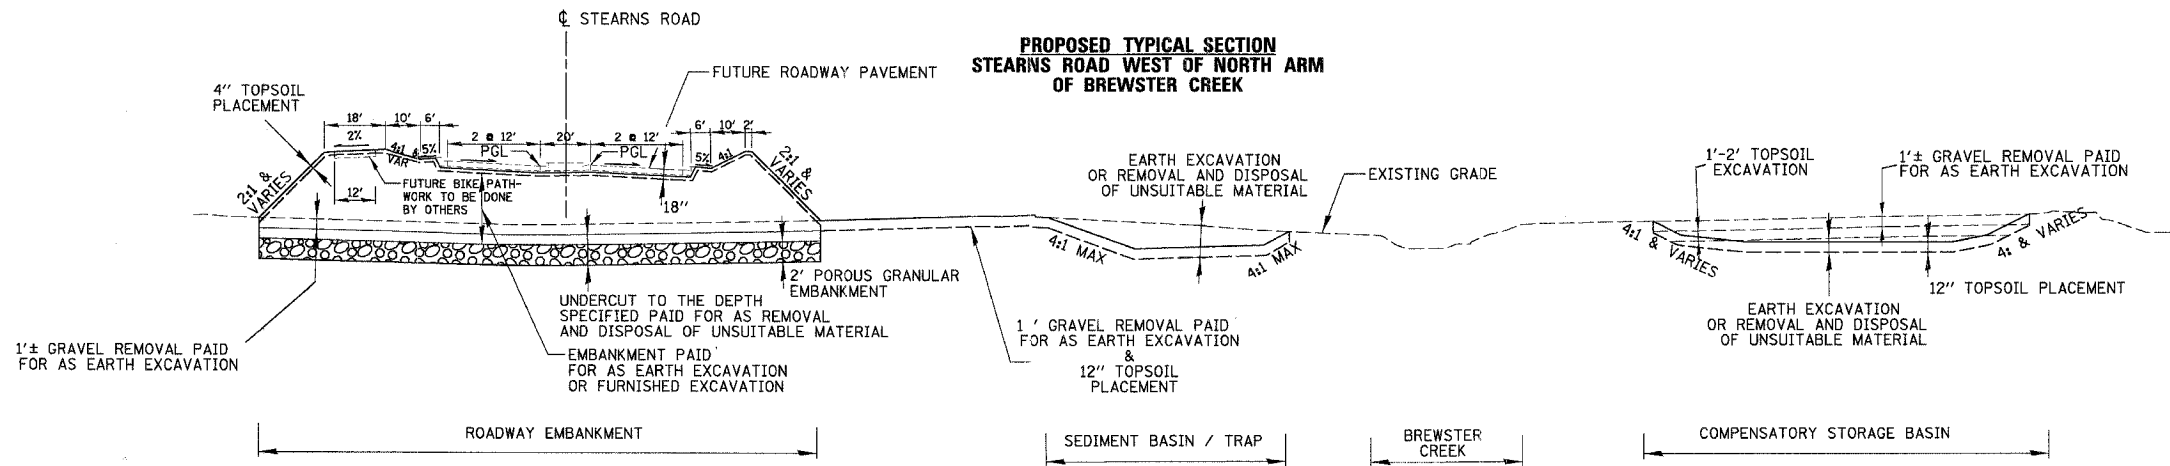 ℄ STEARNS ROAD
PROPOSED TYPICAL SECTION
STEARNS ROAD WEST OF NORTH ARM
OF BREWSTER CREEK
FUTURE ROADWAY PAVEMENT
4" TOPSOIL
PLACEMENT
18'
10'
6'
2 @ 12'
20'
2 @ 12'
6'
10'
2'
2%
4:1
VAR
4:
5%
PGL
PGL
5%
4:1
2:1 &
VARIES
2:1 &
VARIES
12'
FUTURE BIKE PATH-
WORK TO BE DONE
BY OTHERS
18"
EARTH EXCAVATION
OR REMOVAL AND DISPOSAL
OF UNSUITABLE MATERIAL
EXISTING GRADE
1'-2' TOPSOIL
EXCAVATION
1'± GRAVEL REMOVAL PAID
FOR AS EARTH EXCAVATION
4:1 MAX
4:1 MAX
4:1 & VARIES
4: & VARIES
2' POROUS GRANULAR
EMBANKMENT
12" TOPSOIL PLACEMENT
UNDERCUT TO THE DEPTH
SPECIFIED PAID FOR AS REMOVAL
AND DISPOSAL OF UNSUITABLE MATERIAL
EARTH EXCAVATION
OR REMOVAL AND DISPOSAL
OF UNSUITABLE MATERIAL
1 ' GRAVEL REMOVAL PAID
FOR AS EARTH EXCAVATION
&
12" TOPSOIL
PLACEMENT
1'± GRAVEL REMOVAL PAID
FOR AS EARTH EXCAVATION
EMBANKMENT PAID
FOR AS EARTH EXCAVATION
OR FURNISHED EXCAVATION
ROADWAY EMBANKMENT
SEDIMENT BASIN / TRAP
BREWSTER
CREEK
COMPENSATORY STORAGE BASIN